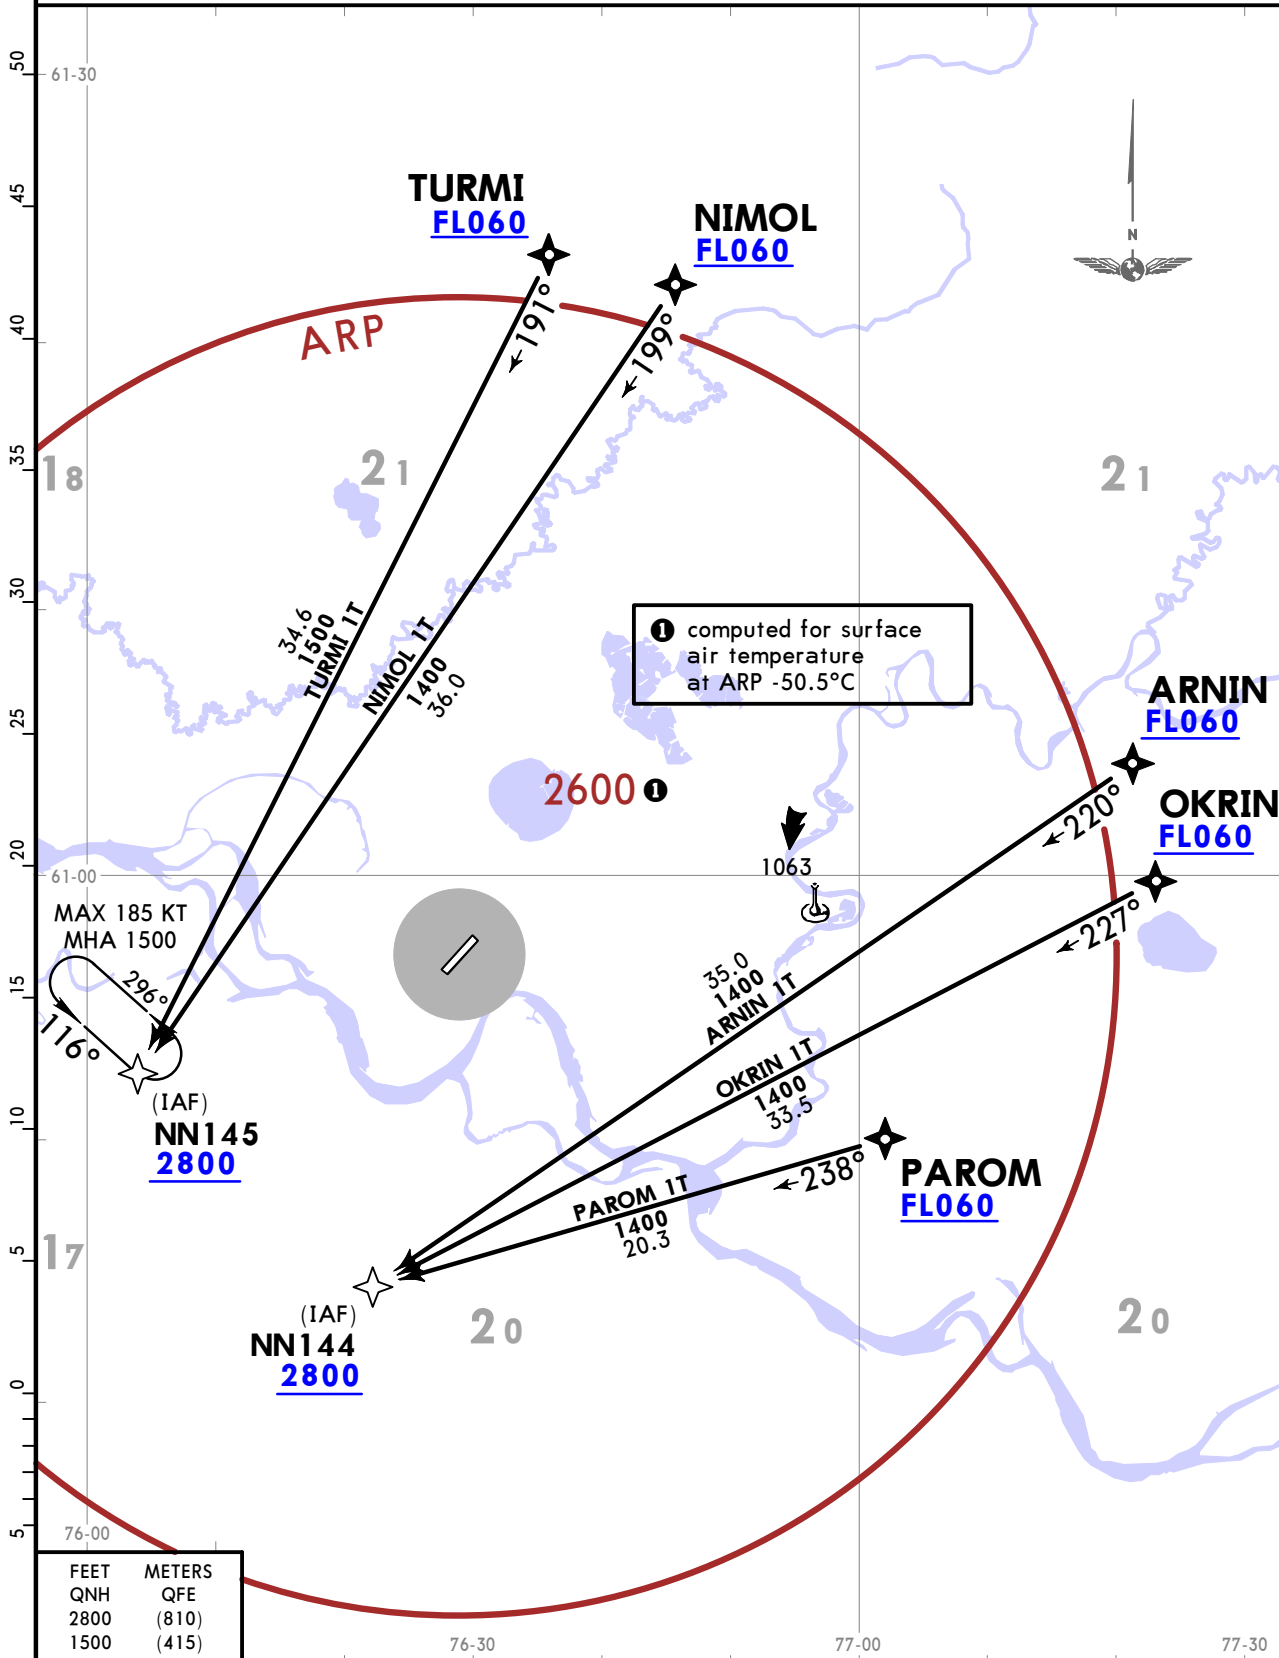 50
61-30
TURMI
FL060
NIMOL
FL060
N
45
ARP
191°
199°
40
35
18
21
21
30
34.6
1500
TURMI 1T
NIMOL 1T
1400
36.0
1 computed for surface
air temperature
at ARP -50.5°C
25
ARNIN
FL060
2600 1
220°
OKRIN
FL060
20
61-00
1063
MAX 185 KT
MHA 1500
296°
116°
227°
15
35.0
1400
ARNIN 1T
OKRIN 1T
1400
33.5
(IAF)
NN145
2800
10
238°
PAROM
FL060
PAROM 1T
1400
20.3
5
17
(IAF)
NN144
2800
20
20
0
5
76-00
FEET METERS
QNH QFE
2800 (810)
1500 (415)
76-30
77-00
77-30